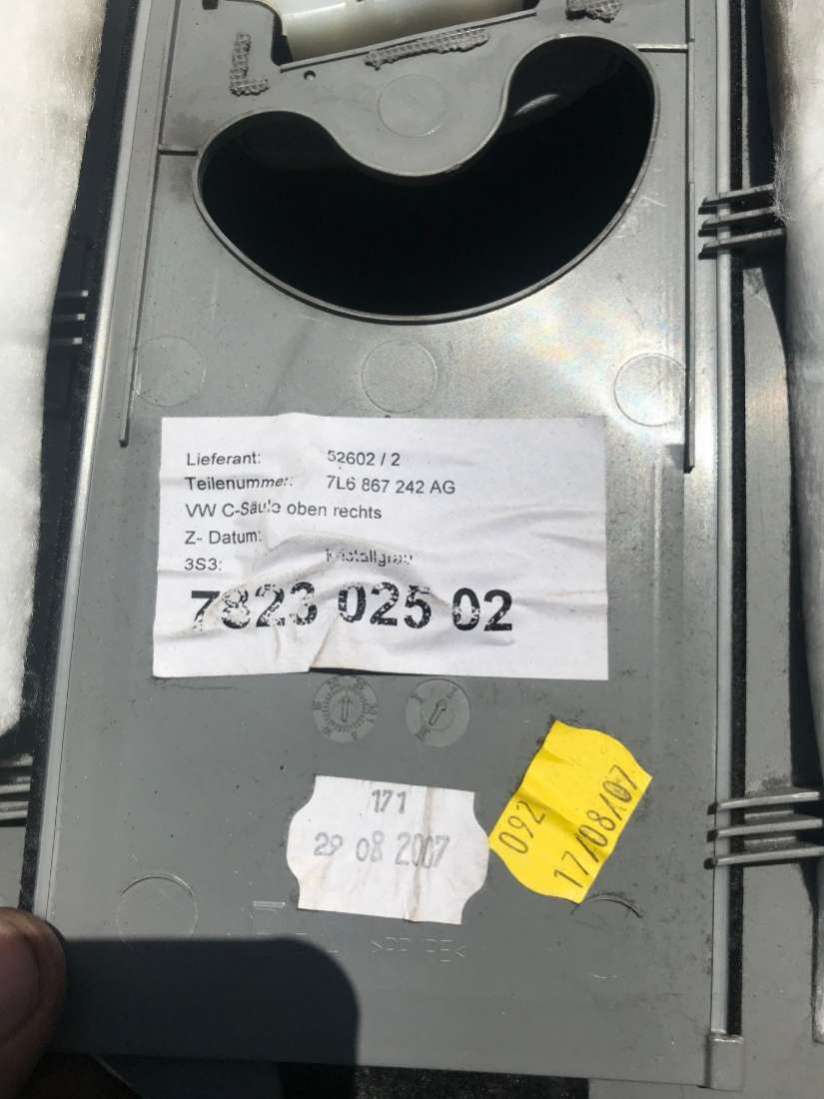 Lieferant: 52602 / 2
Teilenummer: 7L6 867 242 AG
VW C-Säule oben rechts
Z- Datum:
3S3: kristallgrau
7823 025 02
171
29 08 2007
092
17/08/07